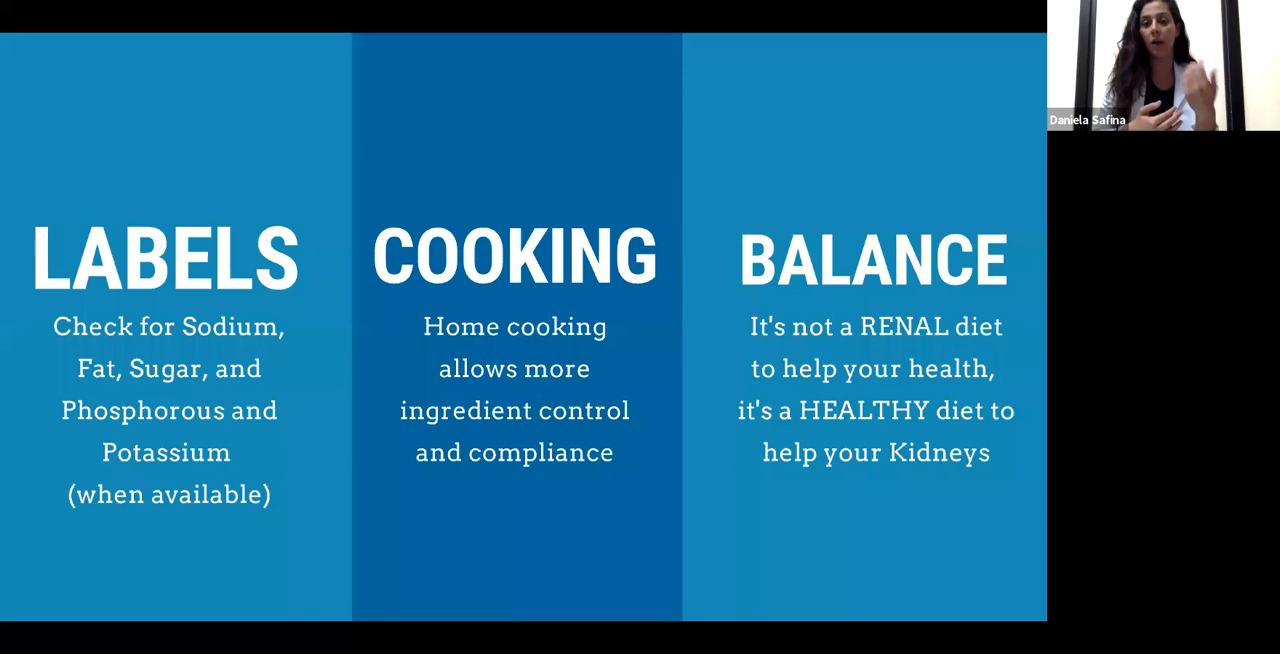 LABELS
Check for Sodium,
Fat, Sugar, and
Phosphorous and
Potassium
(when available)
COOKING
Home cooking
allows more
ingredient control
and compliance
BALANCE
It's not a RENAL diet
to help your health,
it's a HEALTHY diet to
help your Kidneys
Daniela Safina